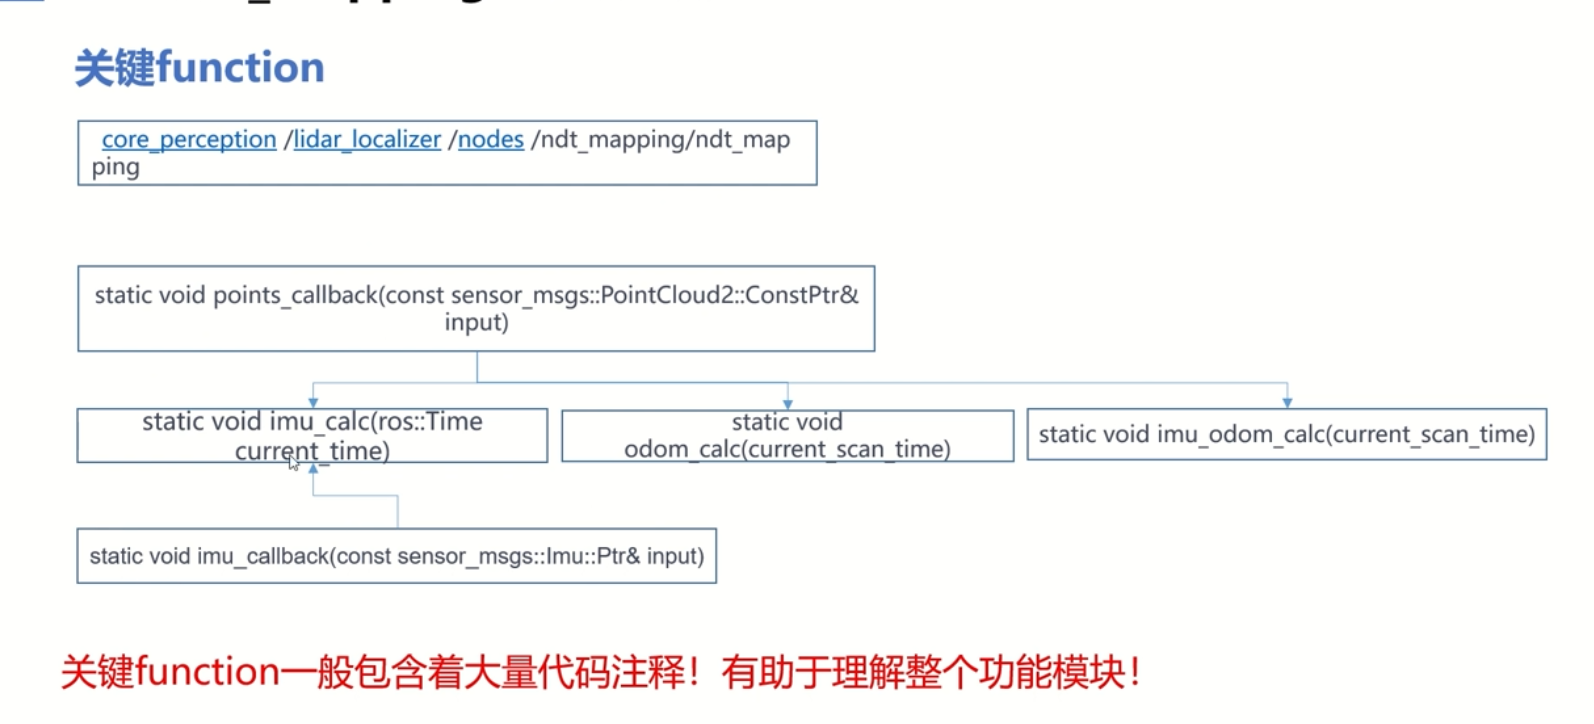 关键function
core_perception /lidar_localizer /nodes /ndt_mapping/ndt_map
ping
static void points_callback(const sensor_msgs::PointCloud2::ConstPtr&
input)
static void imu_calc(ros::Time
current_time)
static void
odom_calc(current_scan_time)
static void imu_odom_calc(current_scan_time)
static void imu_callback(const sensor_msgs::Imu::Ptr& input)
关键function一般包含着大量代码注释！有助于理解整个功能模块！